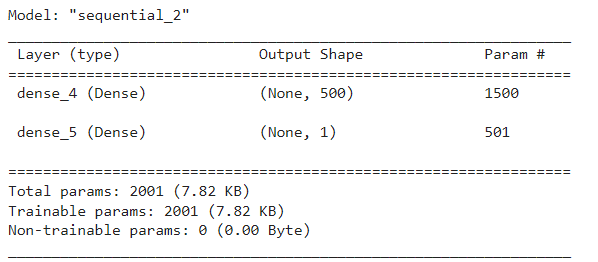 Model: "sequential_2"
_________________________________________________________________
Layer (type) Output Shape Param #
=================================================================
dense_4 (Dense) (None, 500) 1500
dense_5 (Dense) (None, 1) 501
=================================================================
Total params: 2001 (7.82 KB)
Trainable params: 2001 (7.82 KB)
Non-trainable params: 0 (0.00 Byte)
_________________________________________________________________